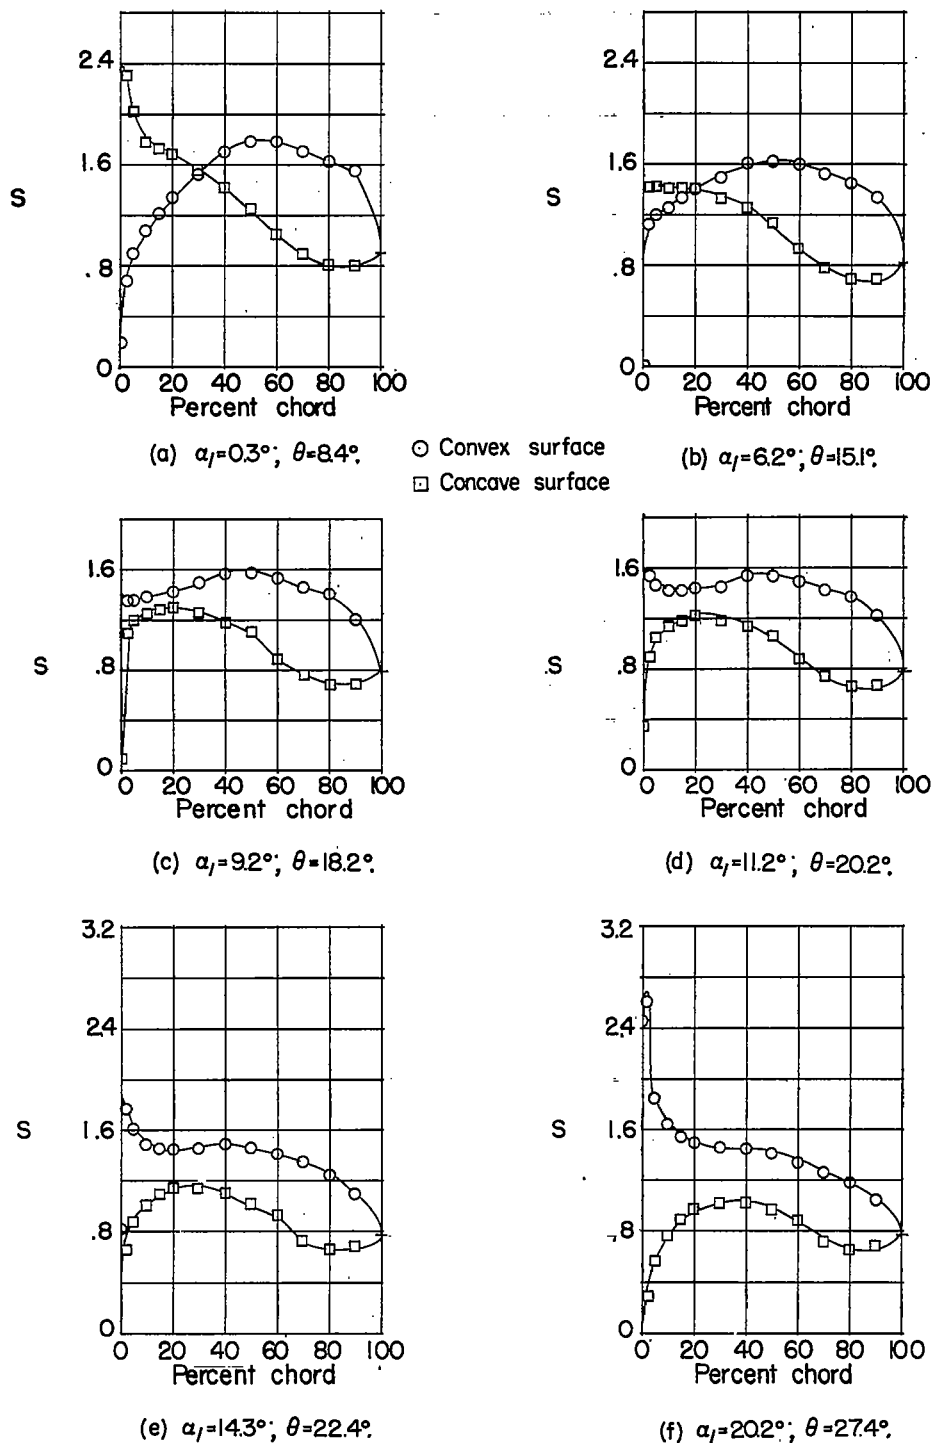 2.4
1.6
S
.8
0
0 20 40 60 80 100
Percent chord
(a) α₁=0.3°; θ=8.4°.
2.4
1.6
S
.8
0
0 20 40 60 80 100
Percent chord
(b) α₁=6.2°; θ=15.1°.
Convex surface
Concave surface
1.6
S
.8
0
0 20 40 60 80 100
Percent chord
(c) α₁=9.2°; θ=18.2°.
1.6
S
.8
0
0 20 40 60 80 100
Percent chord
(d) α₁=11.2°; θ=20.2°.
3.2
2.4
1.6
S
.8
0
0 20 40 60 80 100
Percent chord
(e) α₁=14.3°; θ=22.4°.
3.2
2.4
1.6
S
.8
0
0 20 40 60 80 100
Percent chord
(f) α₁=20.2°; θ=27.4°.